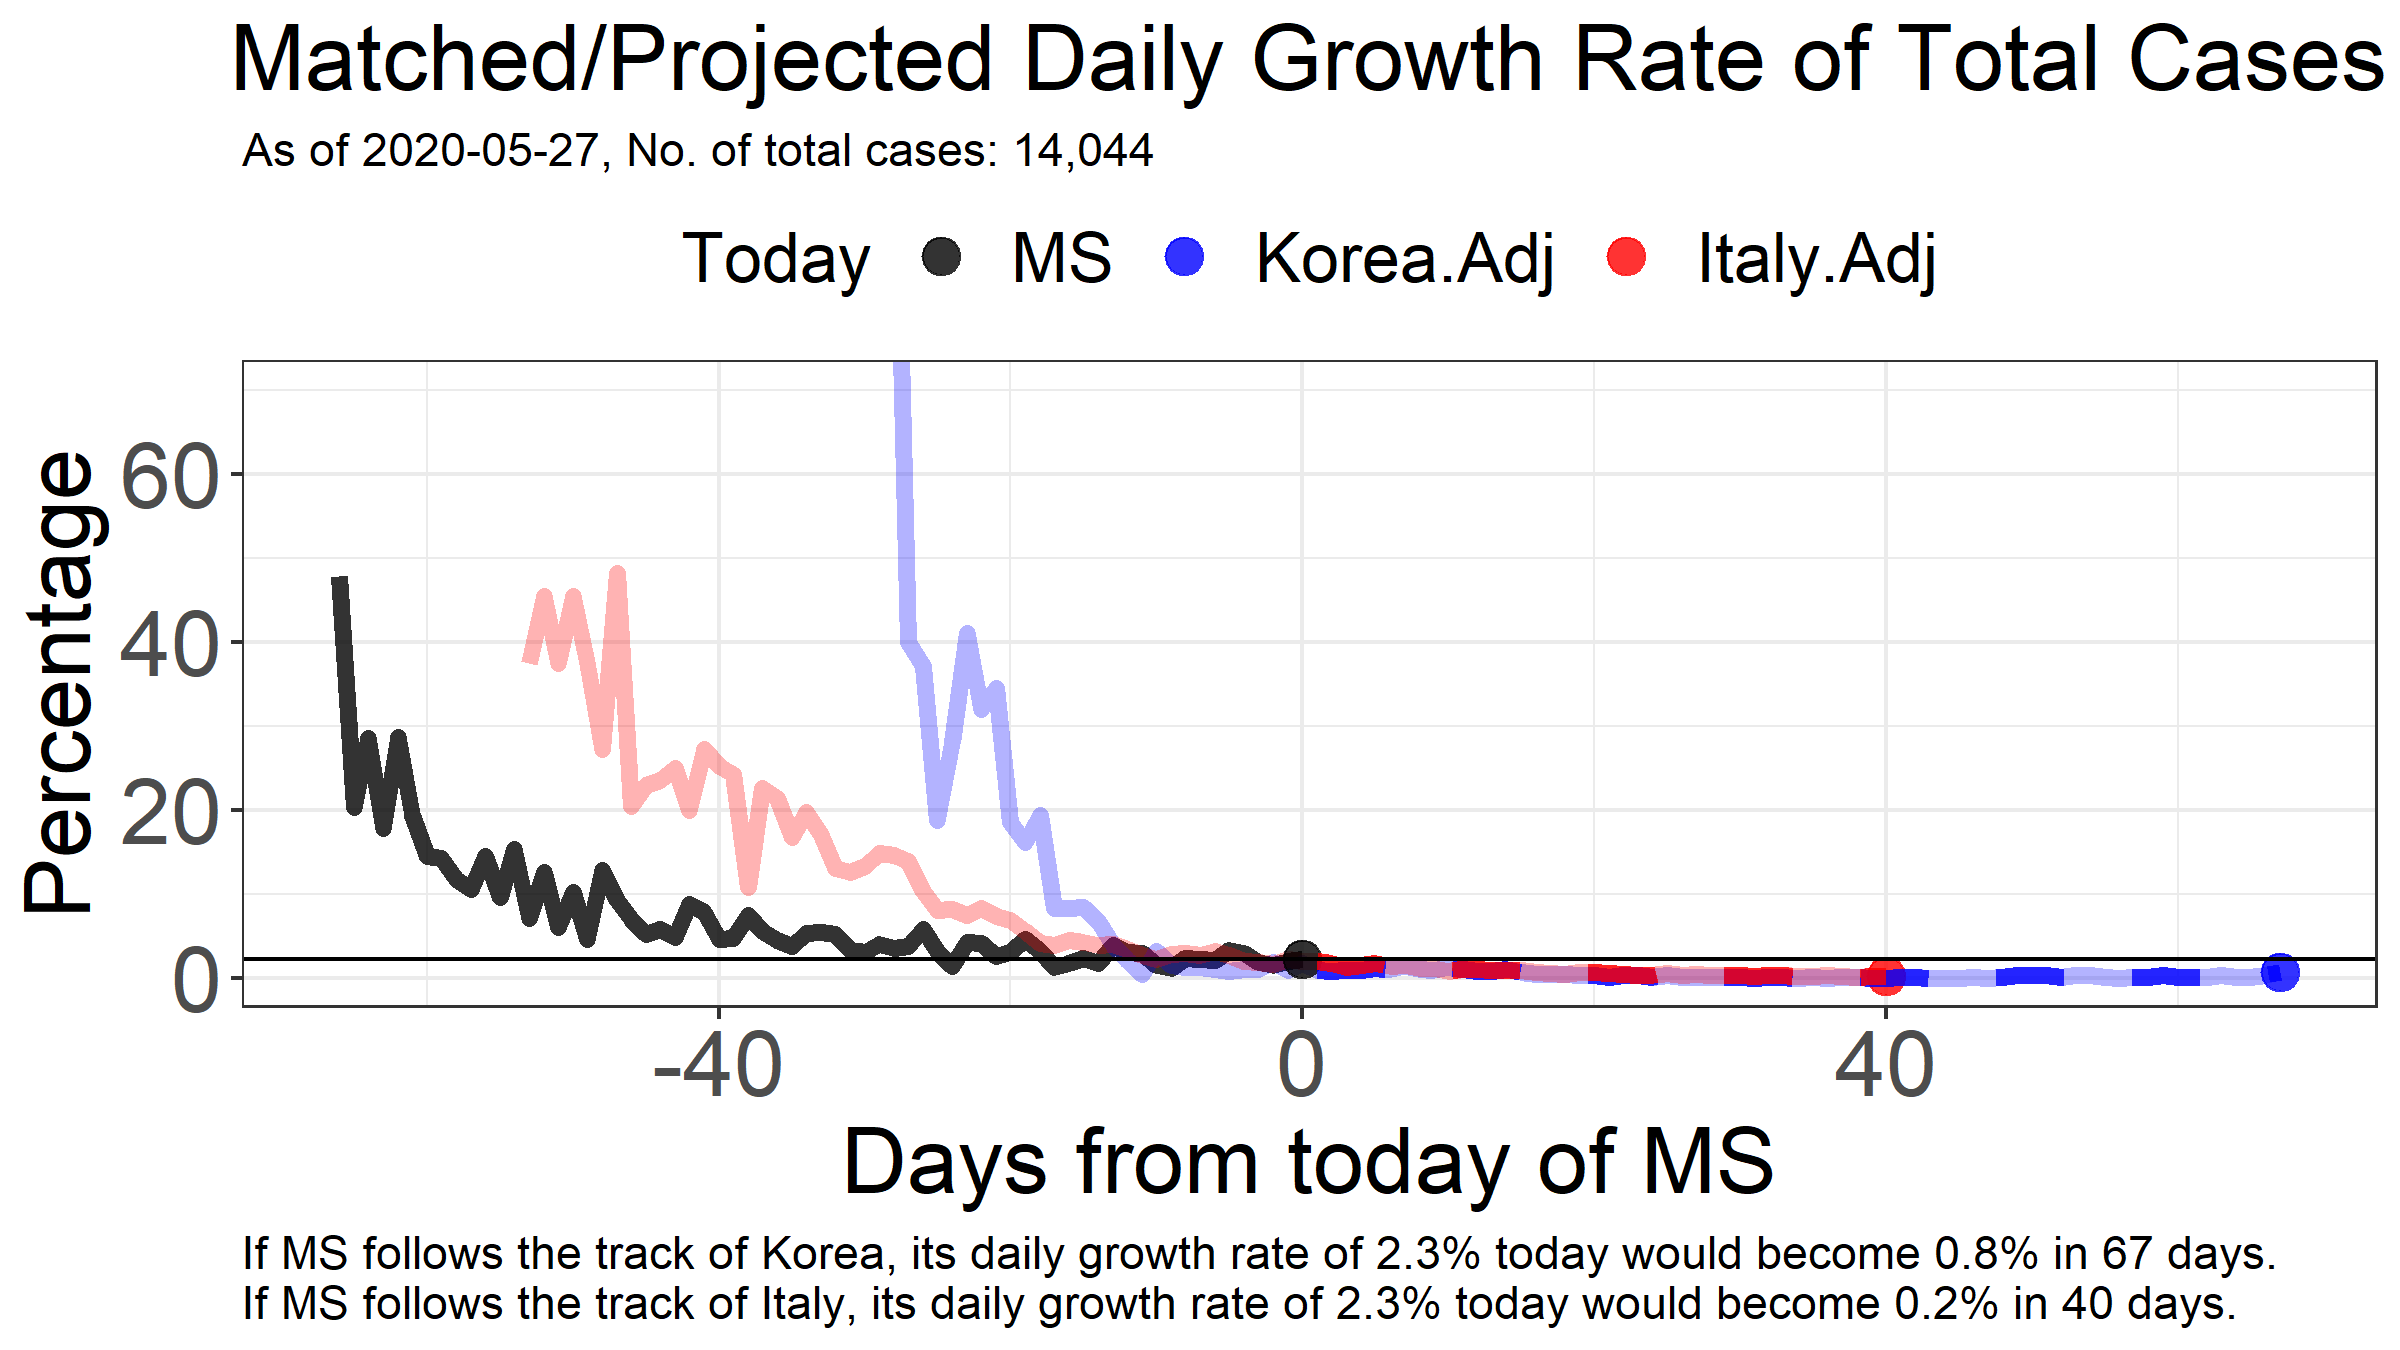 Matched/Projected Daily Growth Rate of Total Cases
As of 2020-05-27, No. of total cases: 14,044
Today MS Korea.Adj Italy.Adj
Percentage
60
40
20
0
-40 0 40
Days from today of MS
If MS follows the track of Korea, its daily growth rate of 2.3% today would become 0.8% in 67 days.
If MS follows the track of Italy, its daily growth rate of 2.3% today would become 0.2% in 40 days.